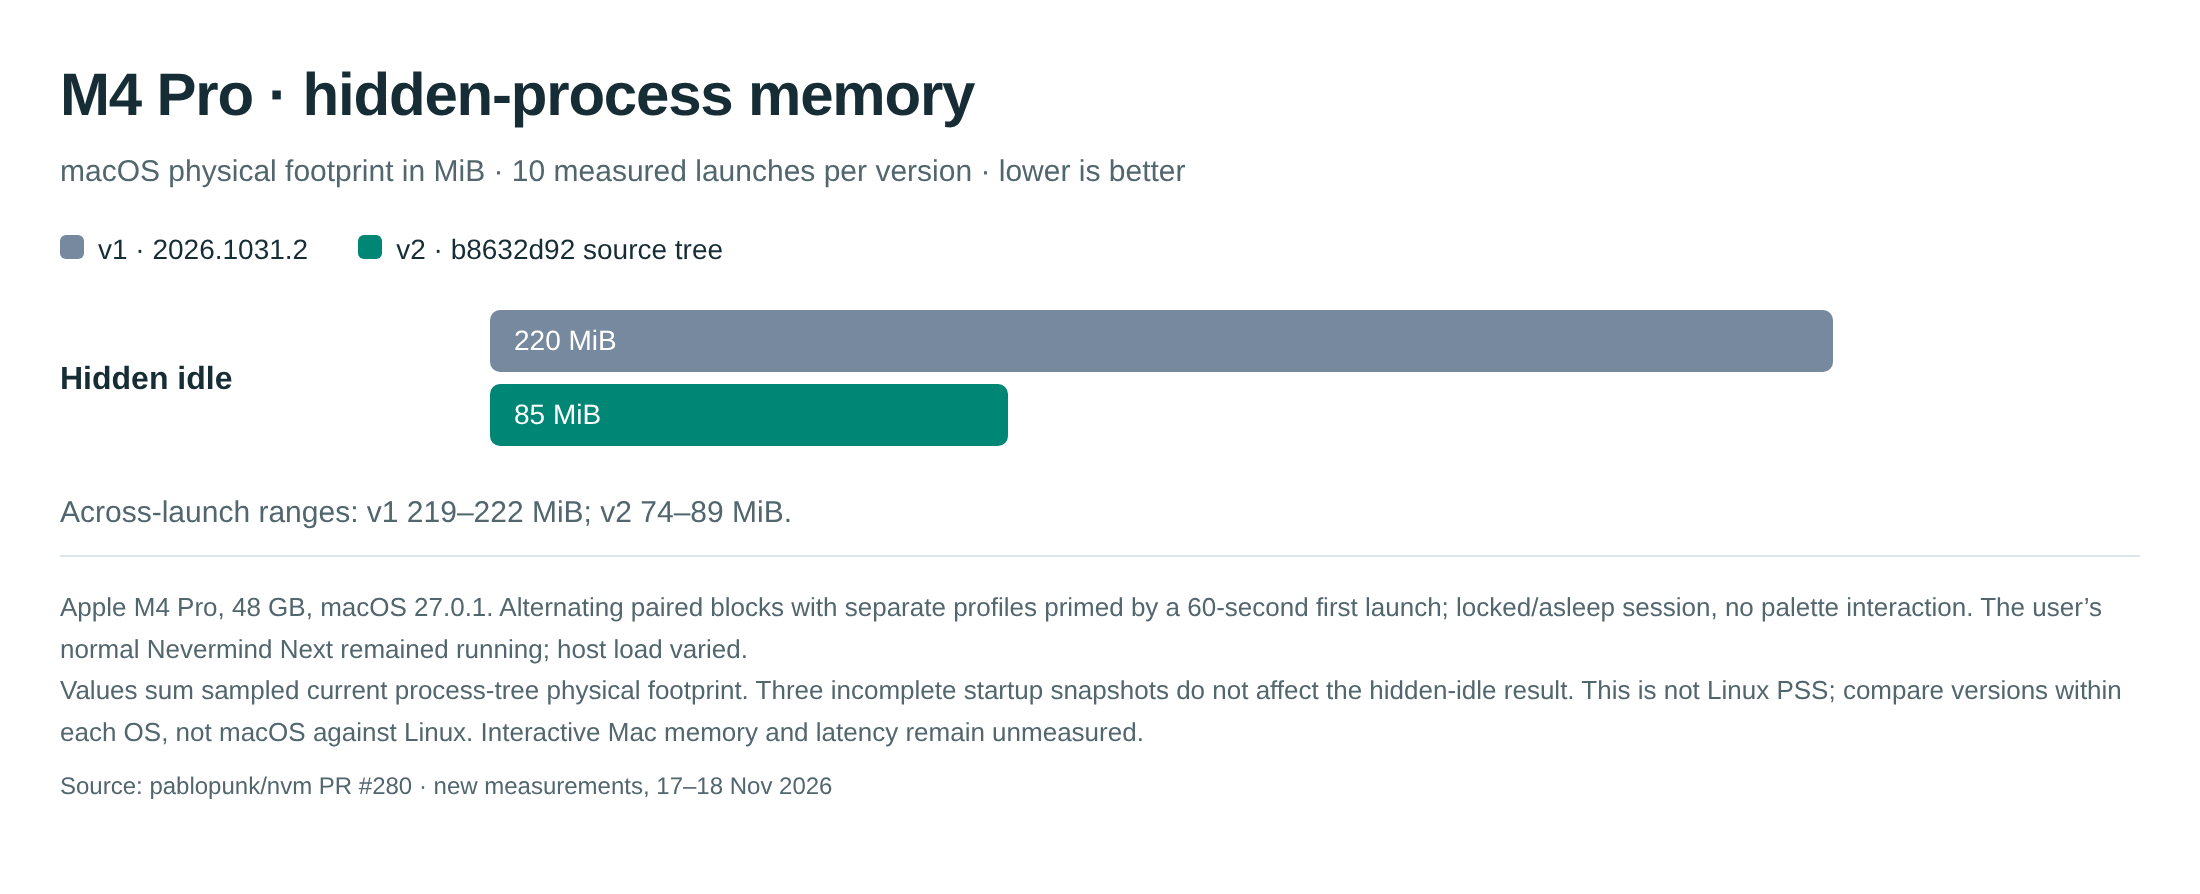 M4 Pro · hidden-process memory
macOS physical footprint in MiB · 10 measured launches per version · lower is better
v1 · 2026.1031.2
v2 · b8632d92 source tree
220 MiB
Hidden idle
85 MiB
Across-launch ranges: v1 219–222 MiB; v2 74–89 MiB.
Apple M4 Pro, 48 GB, macOS 27.0.1. Alternating paired blocks with separate profiles primed by a 60-second first launch; locked/asleep session, no palette interaction. The user’s
normal Nevermind Next remained running; host load varied.
Values sum sampled current process-tree physical footprint. Three incomplete startup snapshots do not affect the hidden-idle result. This is not Linux PSS; compare versions within
each OS, not macOS against Linux. Interactive Mac memory and latency remain unmeasured.
Source: pablopunk/nvm PR #280 · new measurements, 17–18 Nov 2026